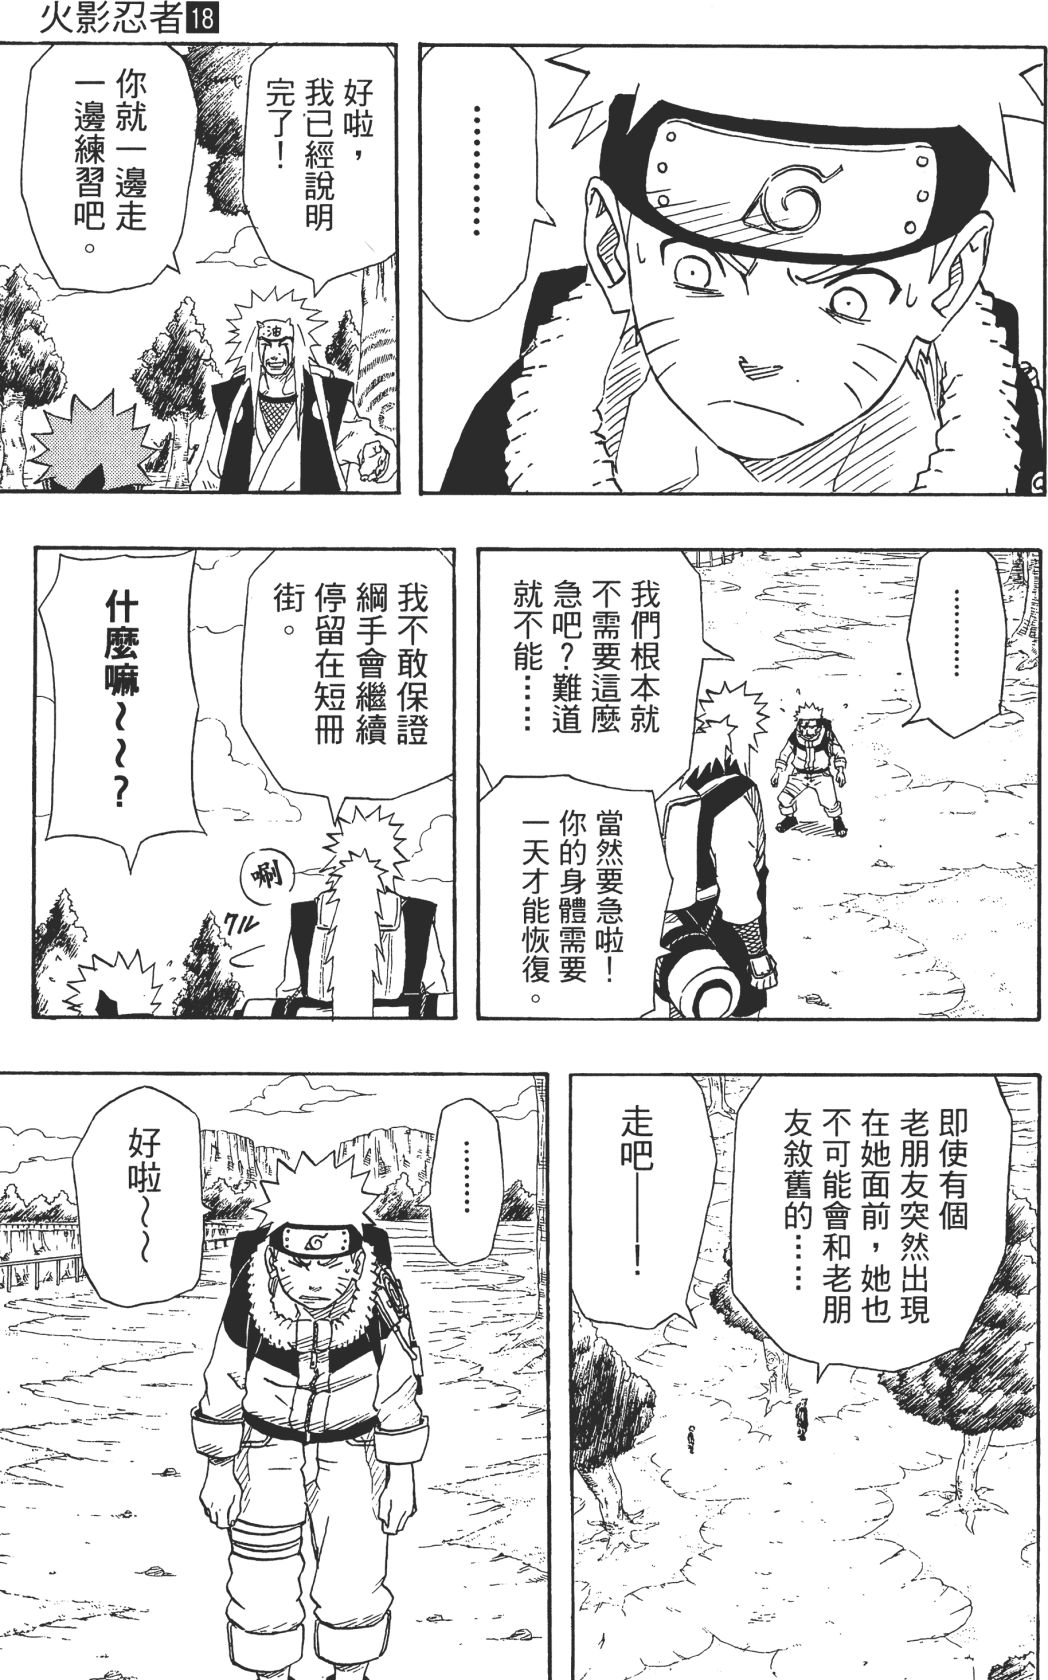 火影忍者18
………
好啦，
我已經說明
完了！
你就一邊走
一邊練習吧。
油
………
我們根本就
不需要這麼
急吧？難道
就不能……
當然要急啦！
你的身體需要
一天才能恢復。
我不敢保證
綱手會繼續
停留在短冊
街。
唰
クル
什麼嘛～～？
即使有個
老朋友突然出現
在她面前，她也
不可能會和老朋
友敘舊的……
走吧——！
………
好啦～～